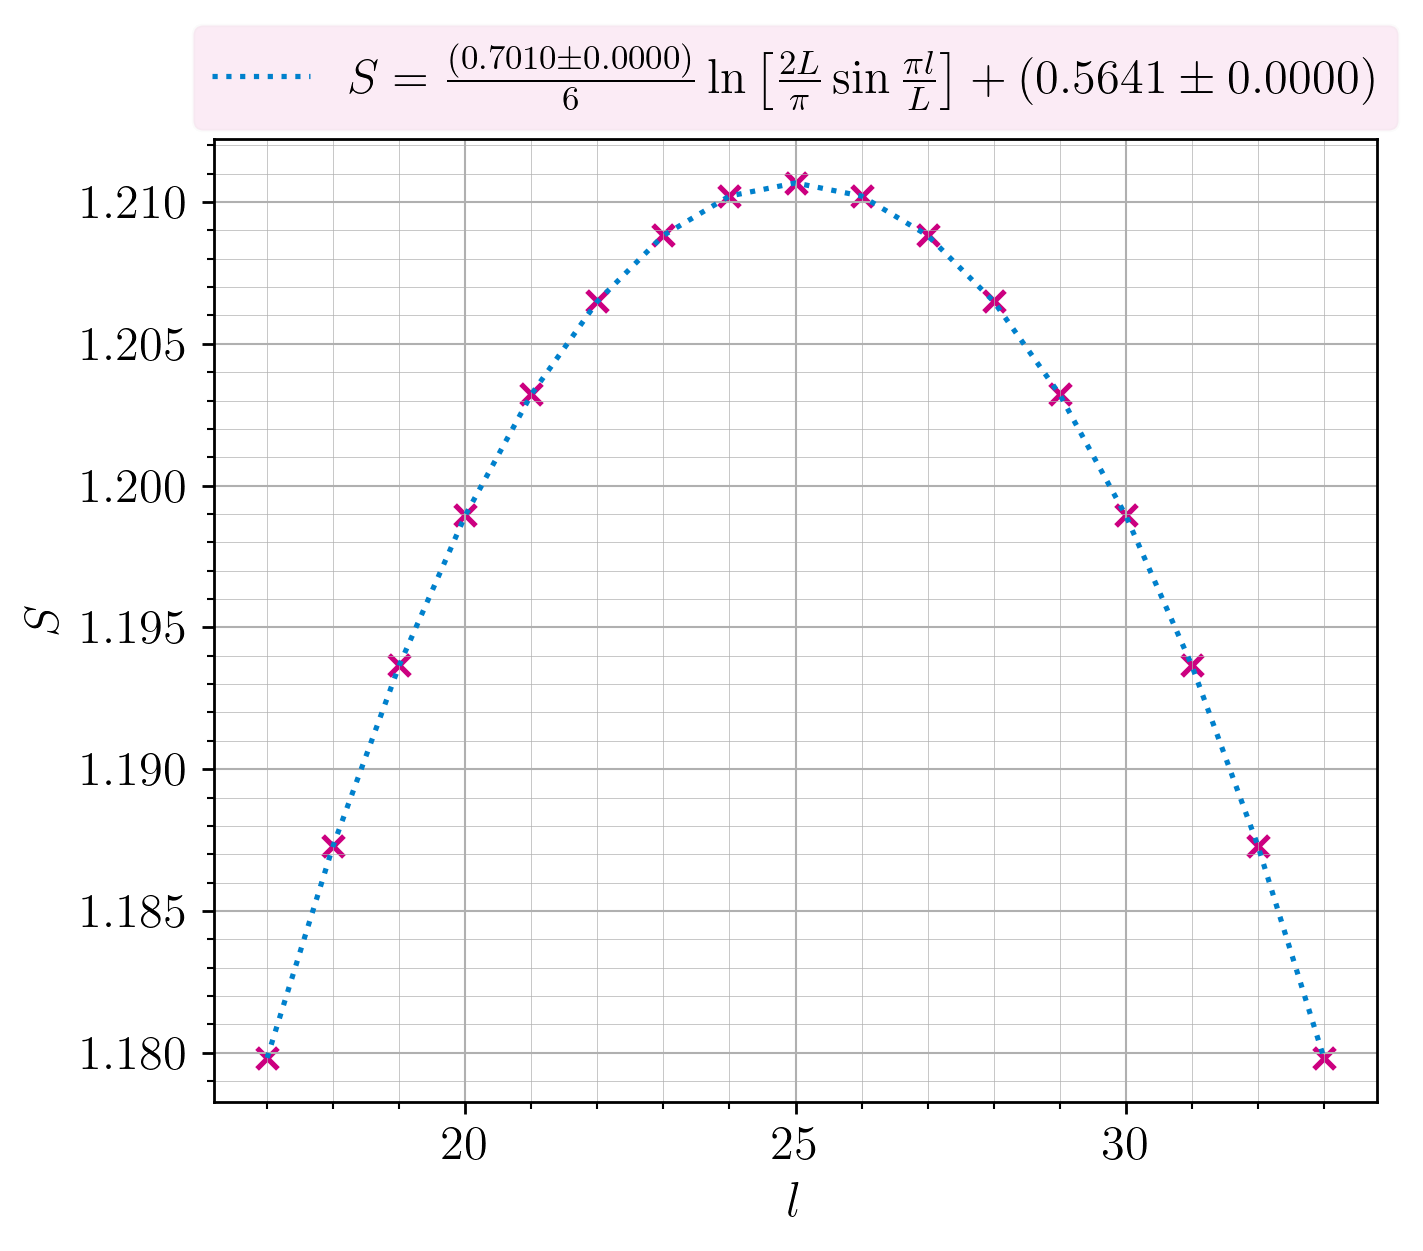 S = (0.7010±0.0000)/6 ln [2L/π sin πl/L] + (0.5641 ± 0.0000)
1.210
1.205
1.200
1.195
1.190
1.185
1.180
S
20 25 30
l